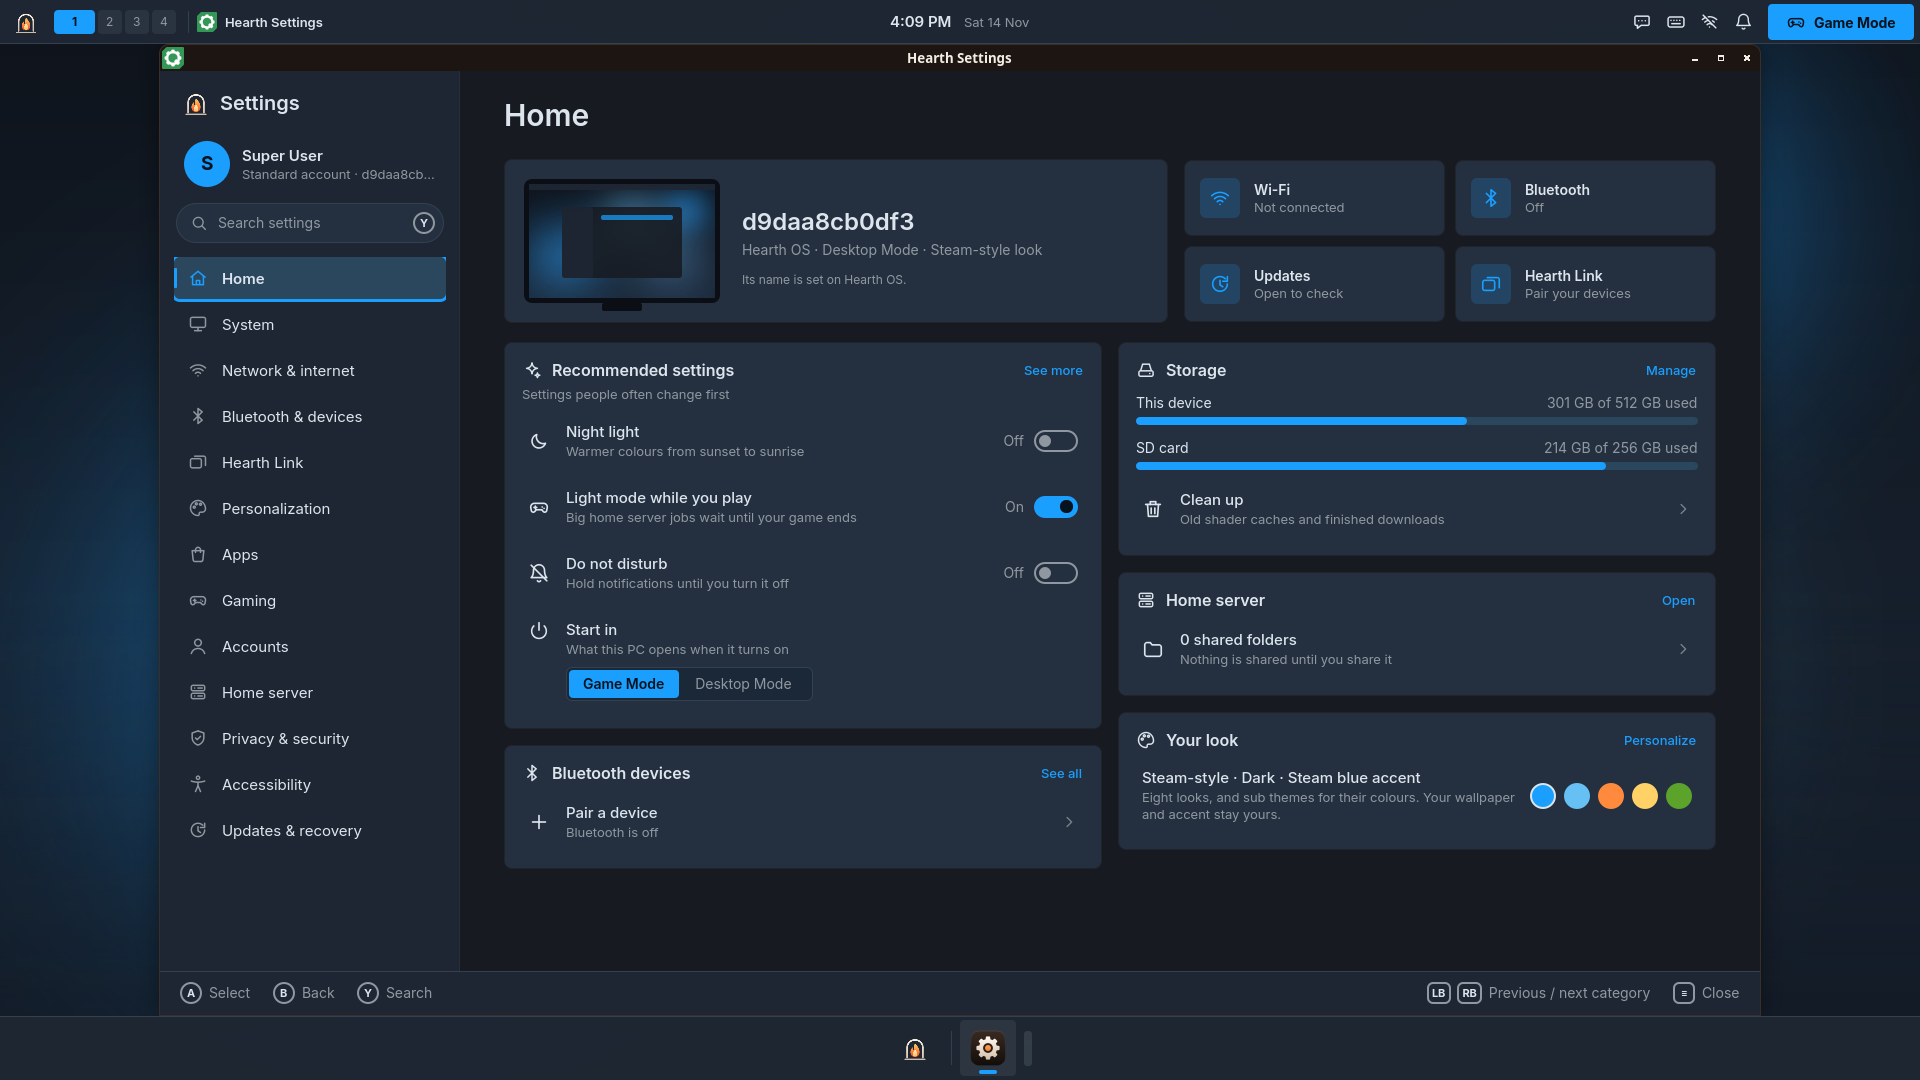 1 2 3 4 Hearth Settings 4:09 PM Sat 14 Nov Game Mode
Hearth Settings
Settings
S
Super User
Standard account · d9daa8cb...
Search settings Y
Home
System
Network & internet
Bluetooth & devices
Hearth Link
Personalization
Apps
Gaming
Accounts
Home server
Privacy & security
Accessibility
Updates & recovery
Home
d9daa8cb0df3
Hearth OS · Desktop Mode · Steam-style look
Its name is set on Hearth OS.
Wi-Fi
Not connected
Bluetooth
Off
Updates
Open to check
Hearth Link
Pair your devices
Recommended settings See more
Settings people often change first
Night light
Warmer colours from sunset to sunrise
Off
Light mode while you play
Big home server jobs wait until your game ends
On
Do not disturb
Hold notifications until you turn it off
Off
Start in
What this PC opens when it turns on
Game Mode Desktop Mode
Bluetooth devices See all
Pair a device
Bluetooth is off
Storage Manage
This device 301 GB of 512 GB used
SD card 214 GB of 256 GB used
Clean up
Old shader caches and finished downloads
Home server Open
0 shared folders
Nothing is shared until you share it
Your look Personalize
Steam-style · Dark · Steam blue accent
Eight looks, and sub themes for their colours. Your wallpaper
and accent stay yours.
A Select B Back Y Search LB RB Previous / next category Close